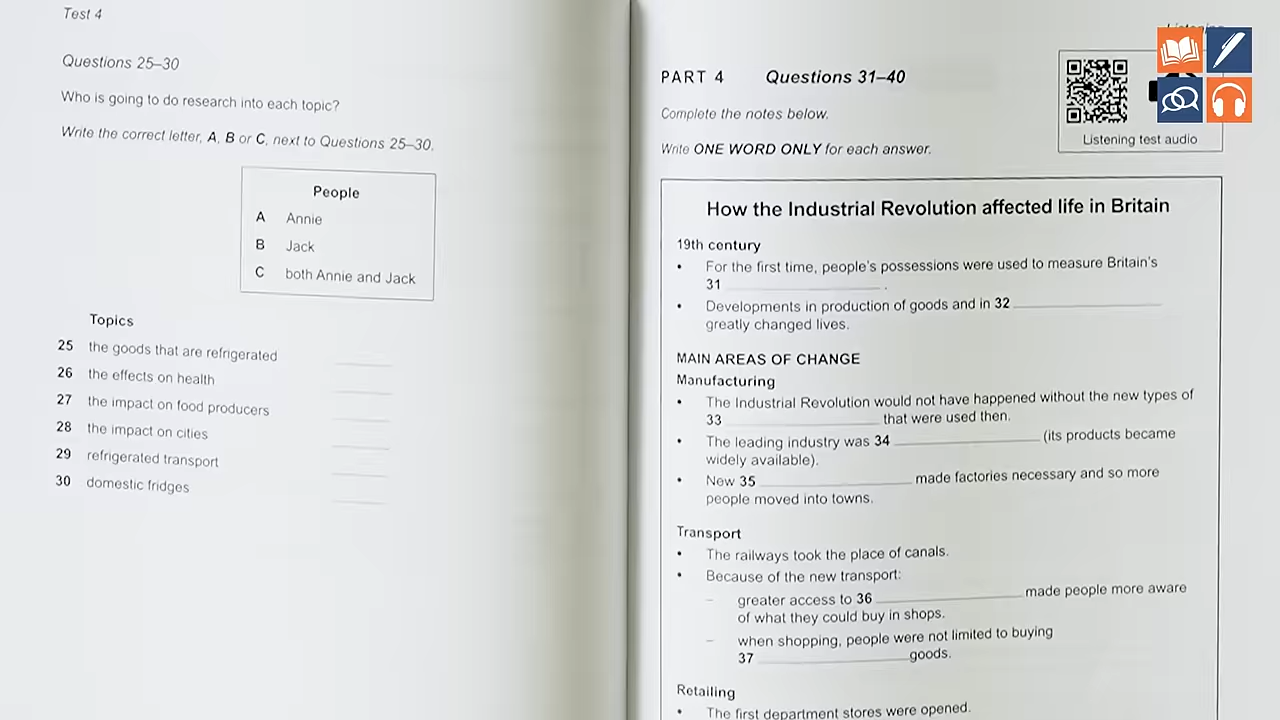 Test 4
Questions 25–30
Who is going to do research into each topic?
Write the correct letter, A, B or C, next to Questions 25–30.
People
A Annie
B Jack
C both Annie and Jack
Topics
25 the goods that are refrigerated
26 the effects on health
27 the impact on food producers
28 the impact on cities
29 refrigerated transport
30 domestic fridges
PART 4 Questions 31–40
Complete the notes below.
Write ONE WORD ONLY for each answer.
Listening test audio
How the Industrial Revolution affected life in Britain
19th century
• For the first time, people's possessions were used to measure Britain's
31 .
• Developments in production of goods and in 32
greatly changed lives.
MAIN AREAS OF CHANGE
Manufacturing
• The Industrial Revolution would not have happened without the new types of
33 that were used then.
• The leading industry was 34 (its products became
widely available).
• New 35 made factories necessary and so more
people moved into towns.
Transport
• The railways took the place of canals.
• Because of the new transport:
– greater access to 36 made people more aware
of what they could buy in shops.
– when shopping, people were not limited to buying
37 goods.
Retailing
• The first department stores were opened.